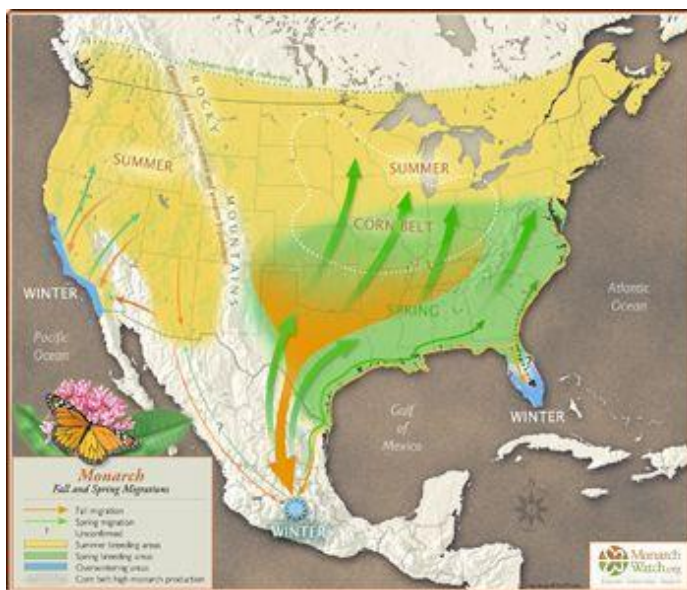 ROCKY
MOUNTAINS
SUMMER
SUMMER
CORN BELT
SPRING
WINTER
Pacific
Ocean
Atlantic
Ocean
Gulf
of
Mexico
WINTER
WINTER
?
Monarch
Fall and Spring Migrations
Fall migration
Spring migration
? Unconfirmed
Summer breeding areas
Spring breeding areas
Overwintering areas
Corn belt high monarch production
Monarch
Watch.org